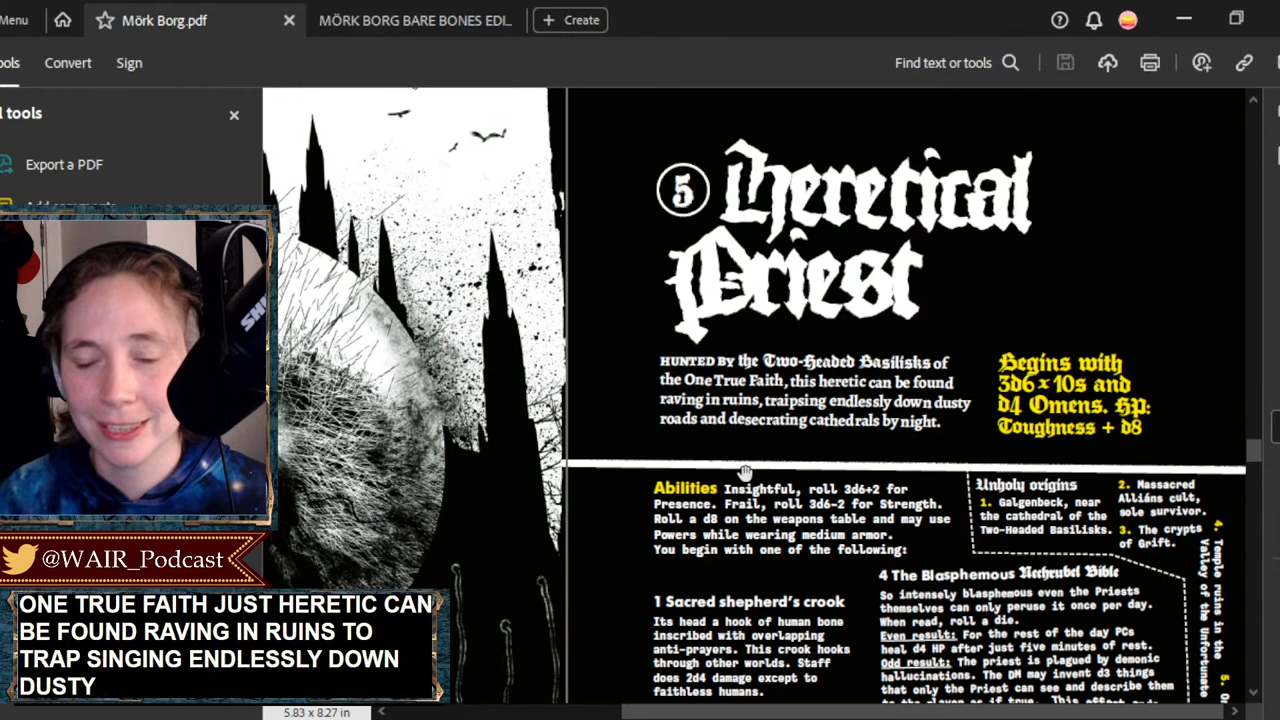 Menu
Mörk Borg.pdf
MÖRK BORG BARE BONES EDI...
Create
ols
Convert
Sign
Find text or tools
l tools
Export a PDF
5
Heretical
Priest
HUNTED BY the Two-Headed Basilisks of
the One True Faith, this heretic can be found
raving in ruins, traipsing endlessly down dusty
roads and desecrating cathedrals by night.
Begins with
3d6 x 10s and
d4 Omens. HP:
Toughness + d8
Abilities Insightful, roll 3d6+2 for
Presence. Frail, roll 3d6-2 for Strength.
Roll a d8 on the weapons table and may use
Powers while wearing medium armor.
You begin with one of the following:
Unholy origins
1. Galgenbeck, near
the cathedral of the
Two-Headed Basilisks.
2. Massacred
Alliáns cult,
sole survivor.
3. The crypts
of Grift.
4. Temple ruins in the
Valley of the Unfortunate
5.
1 Sacred shepherd's crook
Its head a hook of human bone
inscribed with overlapping
anti-prayers. This crook hooks
through other worlds. Staff
does 2d4 damage except to
faithless humans.
4 The Blasphemous Nechrubel Bible
So intensely blasphemous even the Priests
themselves can only peruse it once per day.
When read, roll a die.
Even result: For the rest of the day PCs
heal d4 HP after just five minutes of rest.
Odd result: The priest is plagued by demonic
hallucinations. The DM may invent d3 things
that only the Priest can see and describe them
SH
@WAIR_Podcast
ONE TRUE FAITH JUST HERETIC CAN
BE FOUND RAVING IN RUINS TO
TRAP SINGING ENDLESSLY DOWN
DUSTY
5.83 x 8.27 in